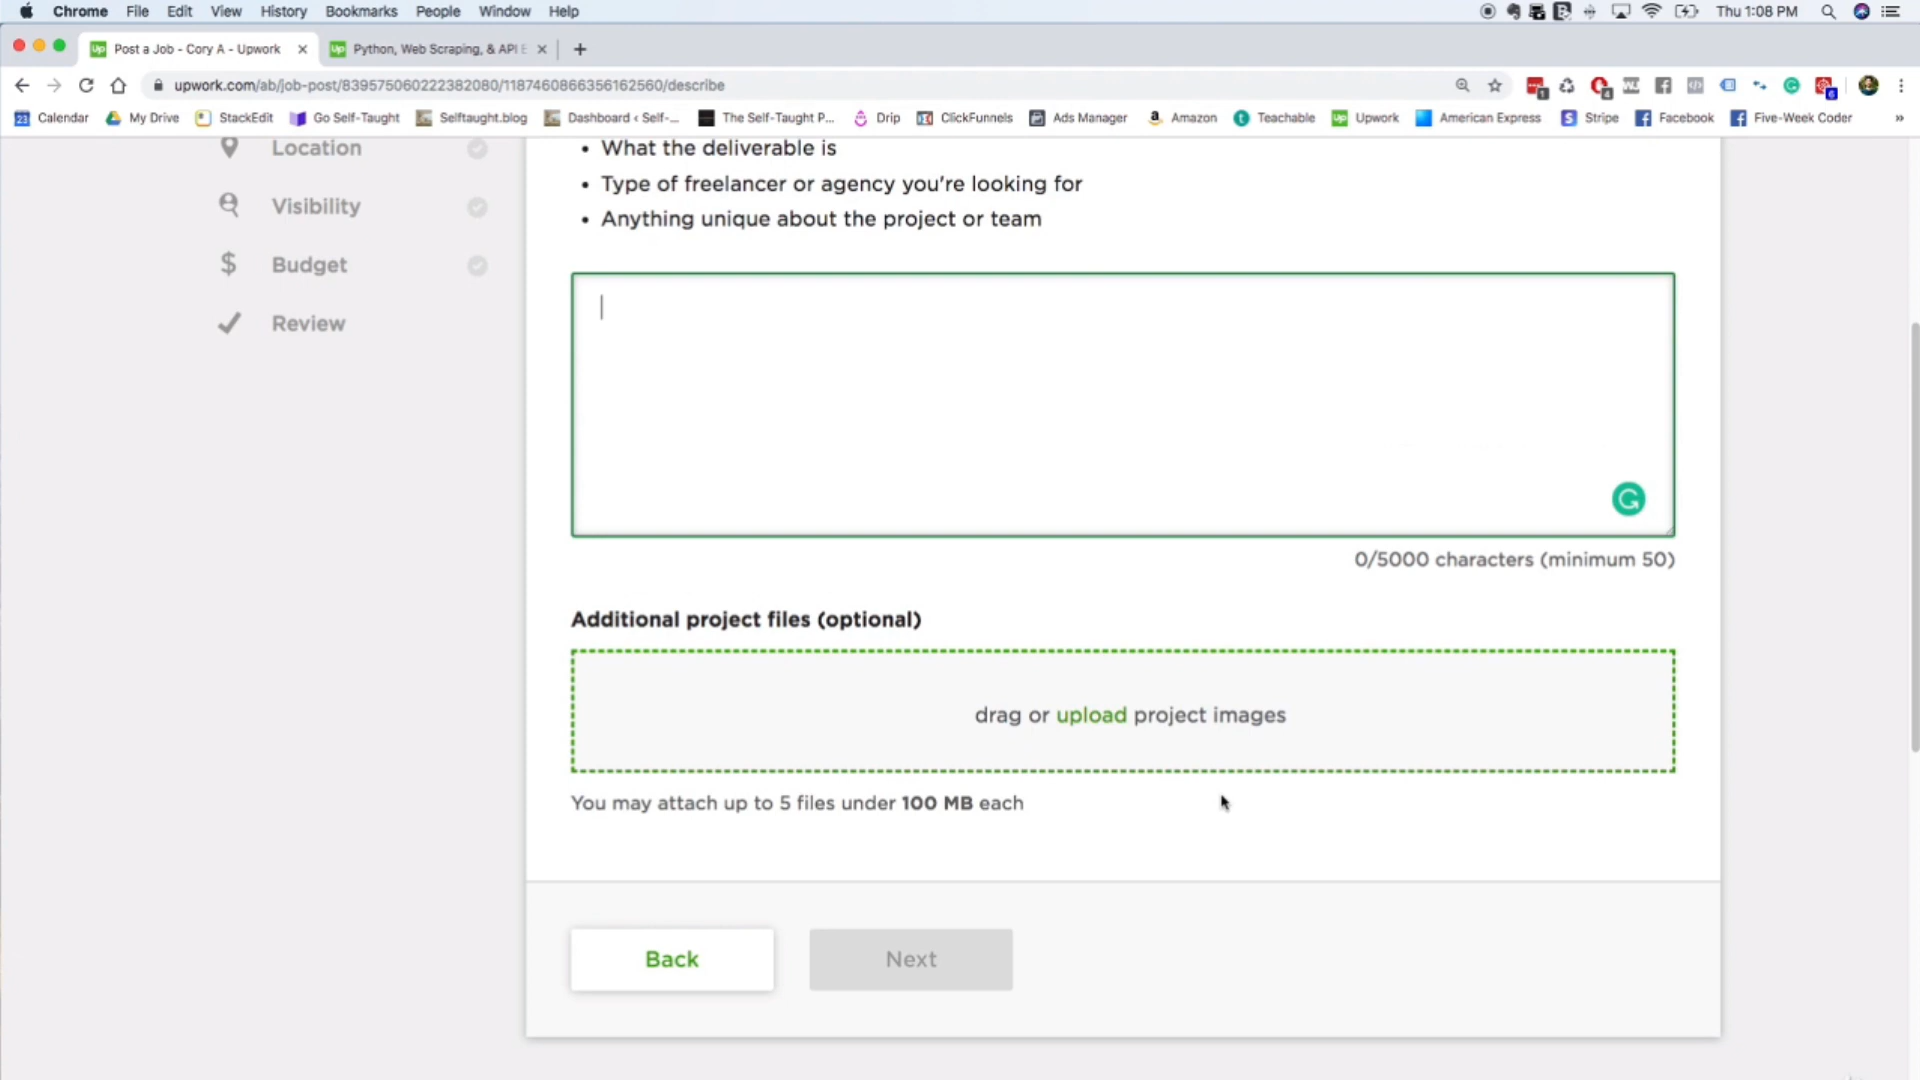 Chrome File Edit View History Bookmarks People Window Help Thu 1:08 PM
Post a Job - Cory A - Upwork Python, Web Scraping, & API E
upwork.com/ab/job-post/839575060222382080/1187460866356162560/describe
23 Calendar My Drive StackEdit Go Self-Taught Selftaught.blog Dashboard ‹ Self-... The Self-Taught P... Drip ClickFunnels Ads Manager Amazon Teachable Upwork American Express Stripe Facebook Five-Week Coder »
Location
Visibility
Budget
Review
• What the deliverable is
• Type of freelancer or agency you're looking for
• Anything unique about the project or team
0/5000 characters (minimum 50)
Additional project files (optional)
drag or upload project images
You may attach up to 5 files under 100 MB each
Back Next